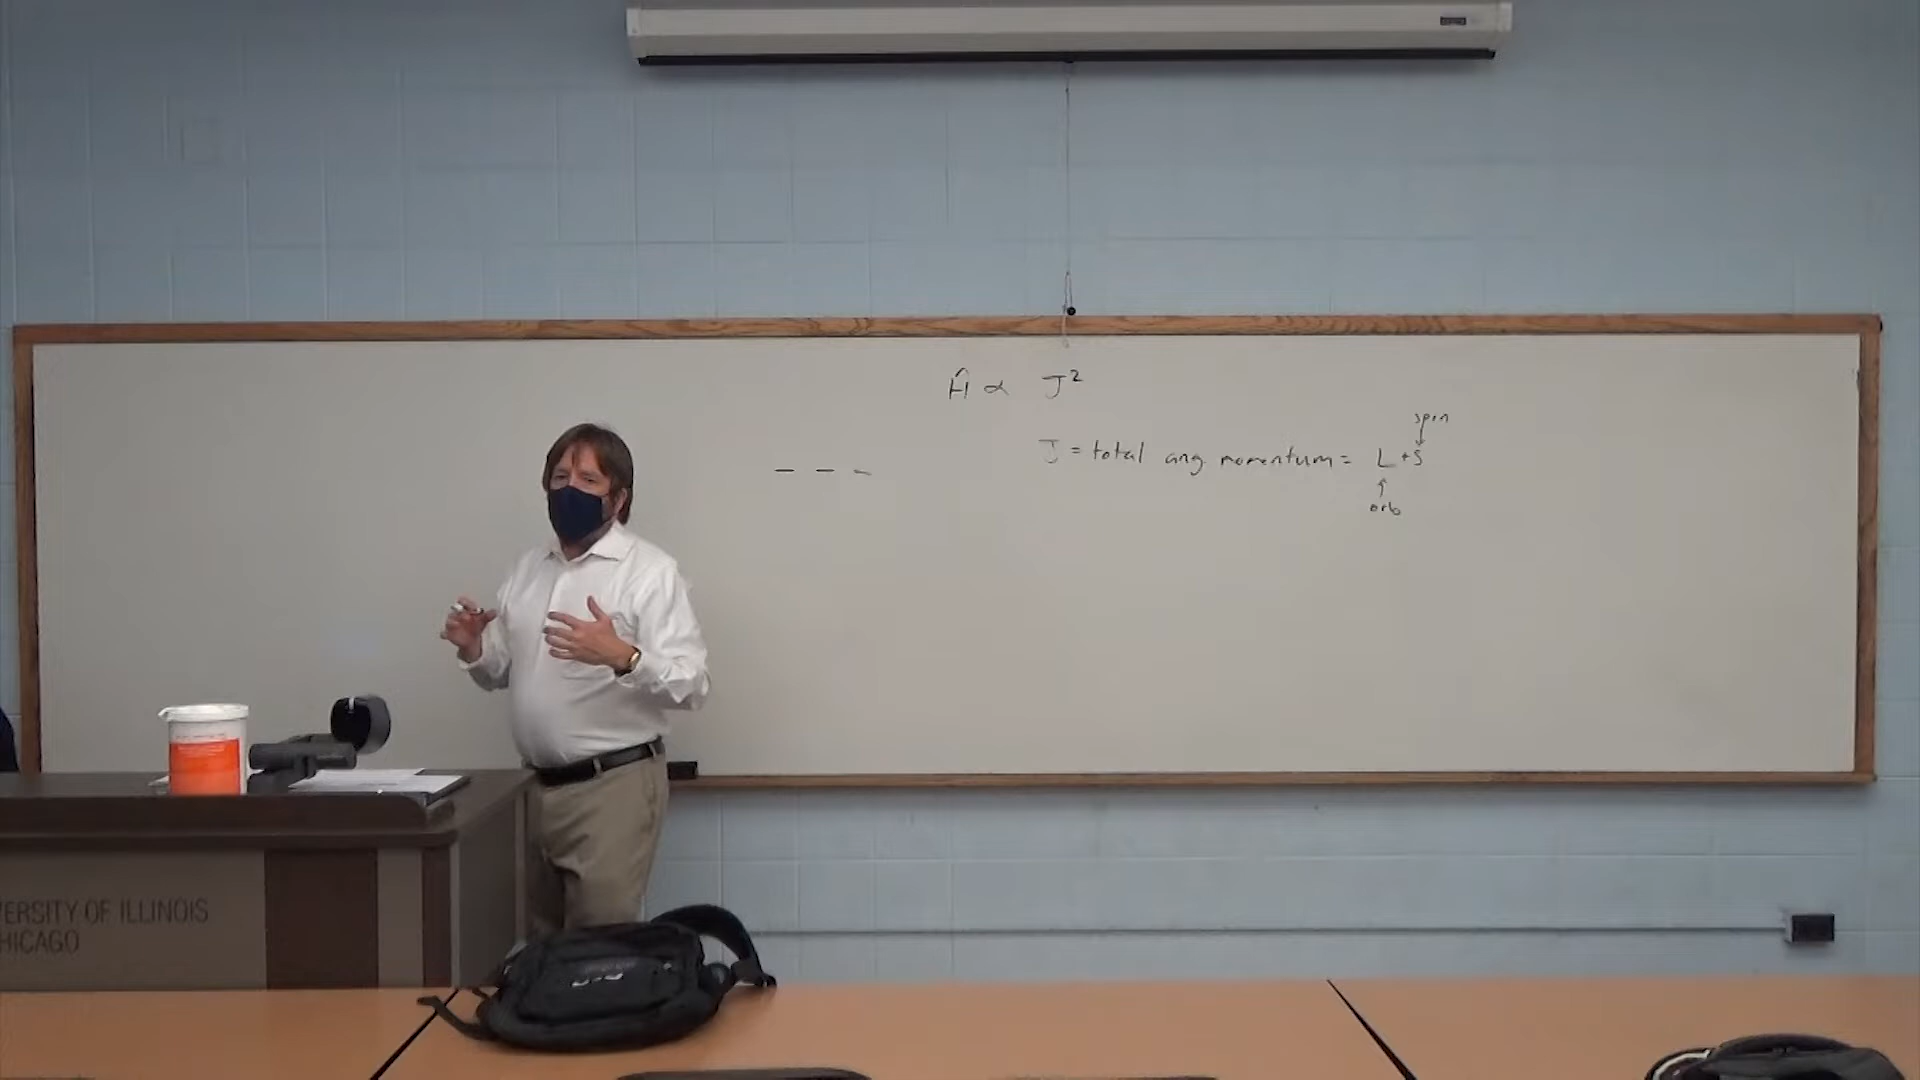 Ĥ ∝ J²
spin
J = total ang. momentum = L + S
orb
VERSITY OF ILLINOIS
HICAGO